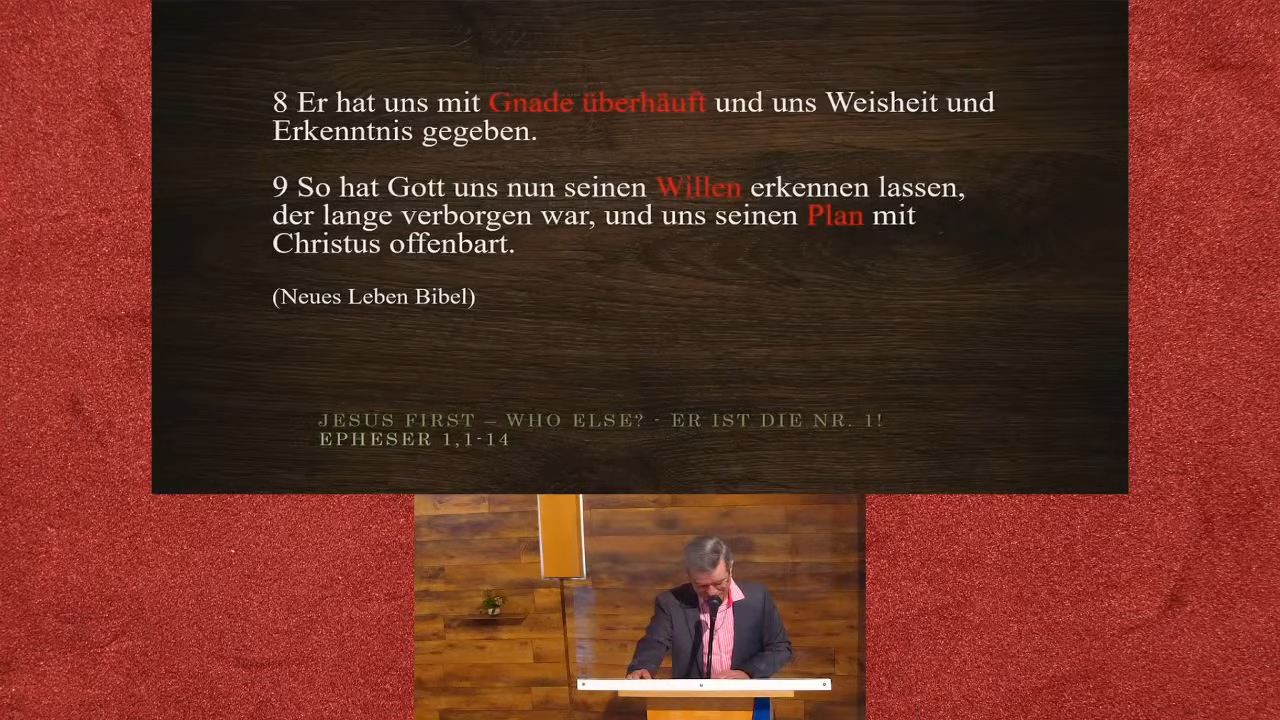 8 Er hat uns mit Gnade überhäuft und uns Weisheit und
Erkenntnis gegeben.
9 So hat Gott uns nun seinen Willen erkennen lassen,
der lange verborgen war, und uns seinen Plan mit
Christus offenbart.
(Neues Leben Bibel)
JESUS FIRST – WHO ELSE? - ER IST DIE NR. 1!
EPHESER 1,1-14